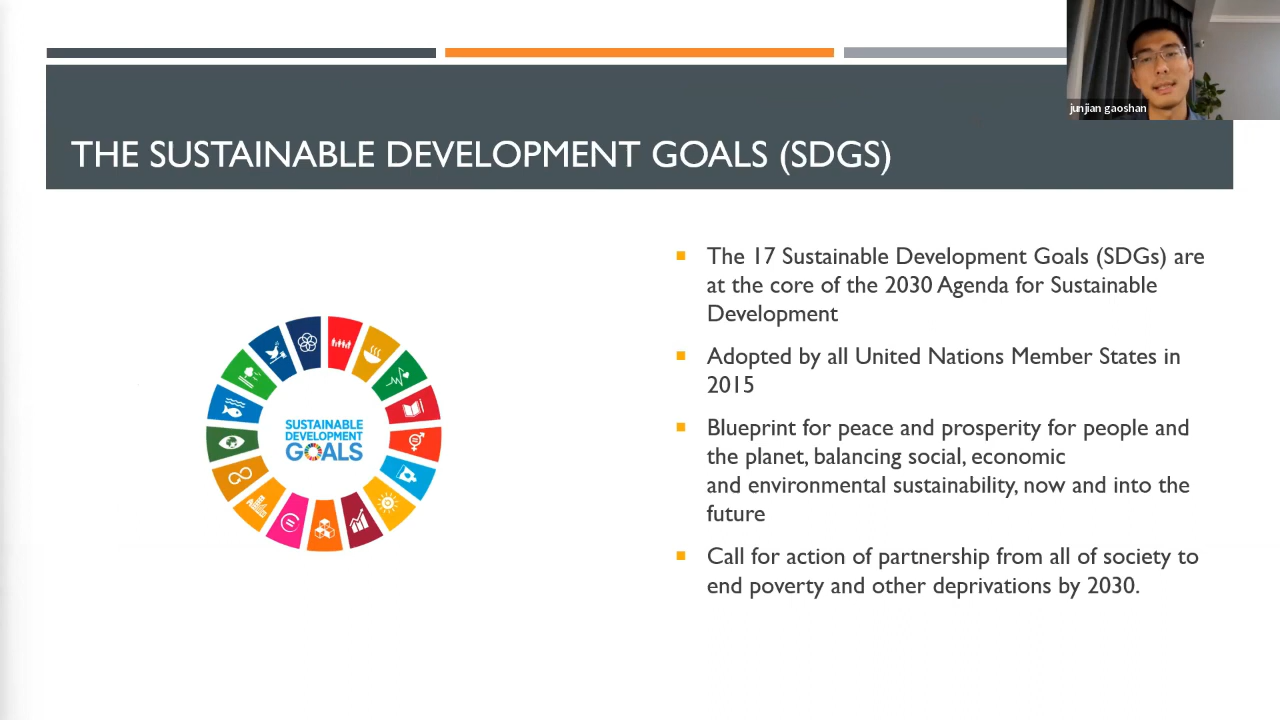 junjian gaoshan
THE SUSTAINABLE DEVELOPMENT GOALS (SDGS)
SUSTAINABLE
DEVELOPMENT
GOALS
The 17 Sustainable Development Goals (SDGs) are
at the core of the 2030 Agenda for Sustainable
Development
Adopted by all United Nations Member States in
2015
Blueprint for peace and prosperity for people and
the planet, balancing social, economic
and environmental sustainability, now and into the
future
Call for action of partnership from all of society to
end poverty and other deprivations by 2030.